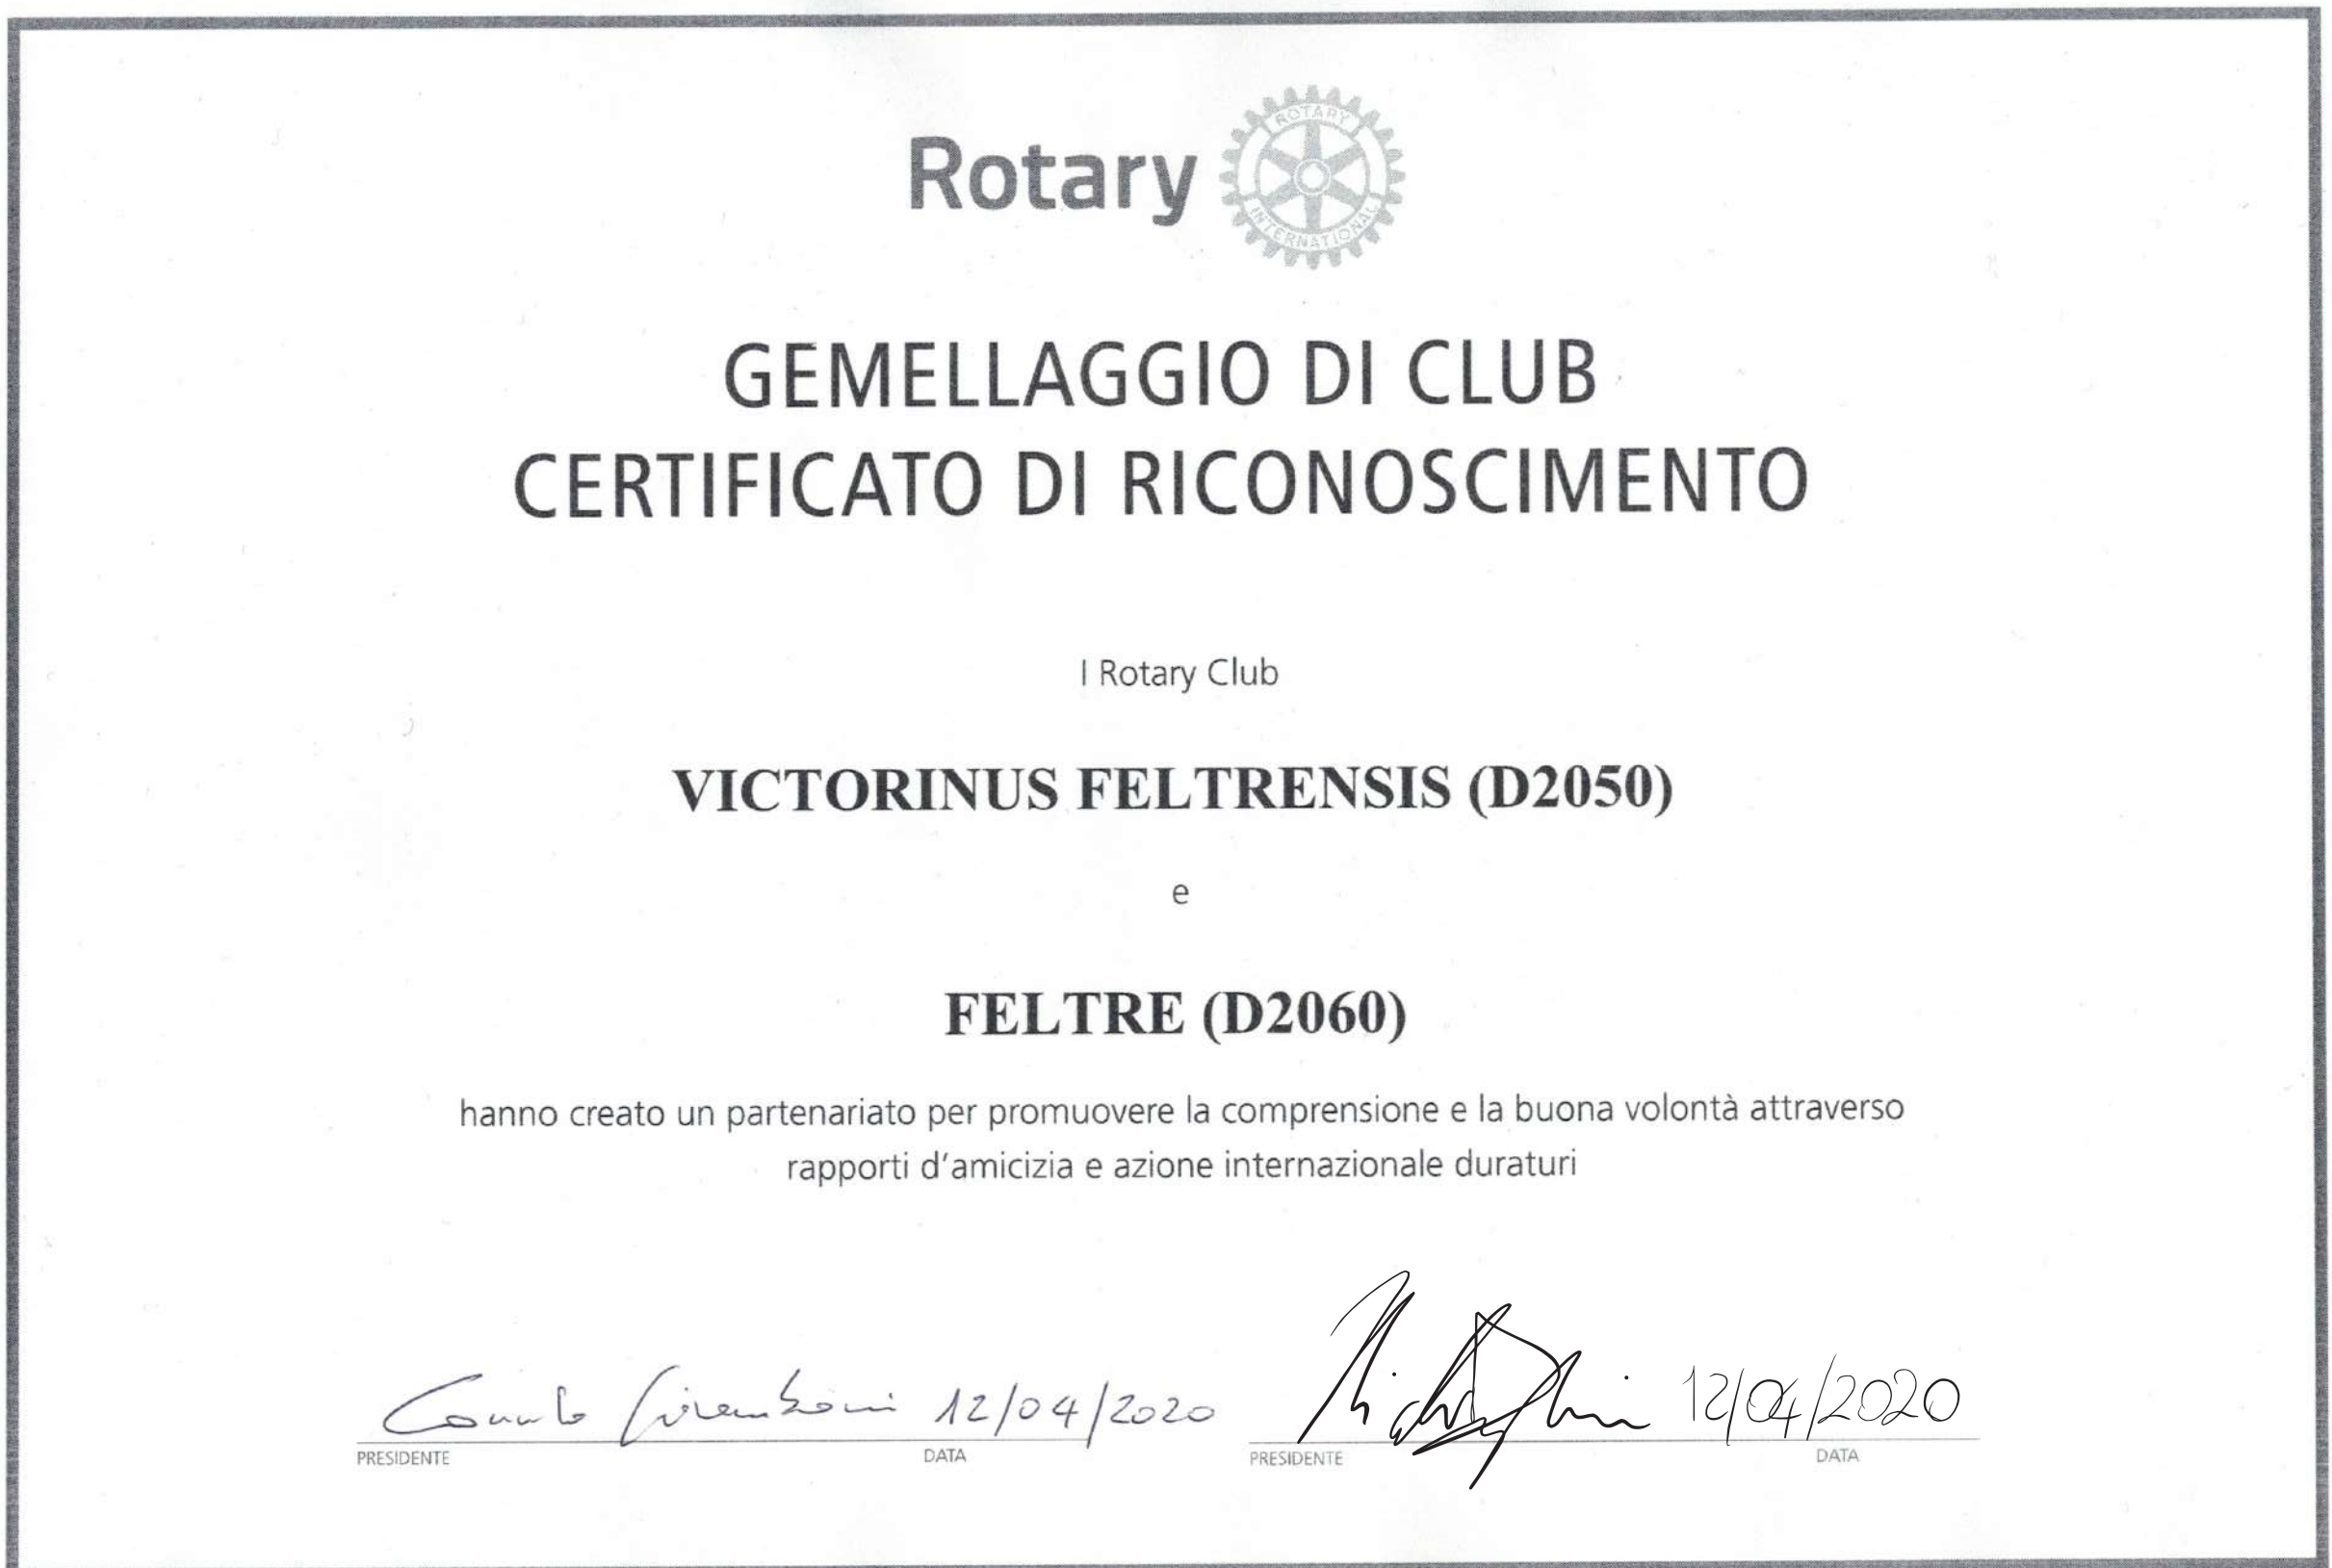 Rotary
ROTARY
INTERNATIONAL
GEMELLAGGIO DI CLUB
CERTIFICATO DI RICONOSCIMENTO
I Rotary Club
VICTORINUS FELTRENSIS (D2050)
e
FELTRE (D2060)
hanno creato un partenariato per promuovere la comprensione e la buona volontà attraverso
rapporti d'amicizia e azione internazionale duraturi
12/04/2020 12/04/2020
PRESIDENTE DATA PRESIDENTE DATA